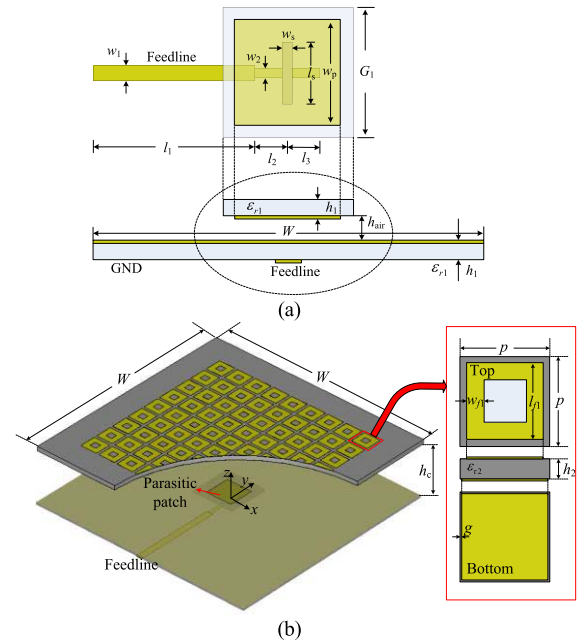 w1
Feedline
ws
w2
ls
wp
G1
l1
l2
l3
εr1
h1
hair
W
GND
Feedline
εr1
h1
(a)
W
W
hc
z
y
x
Parasitic
patch
Feedline
p
Top
wf1
lf1
p
εr2
h2
g
Bottom
(b)